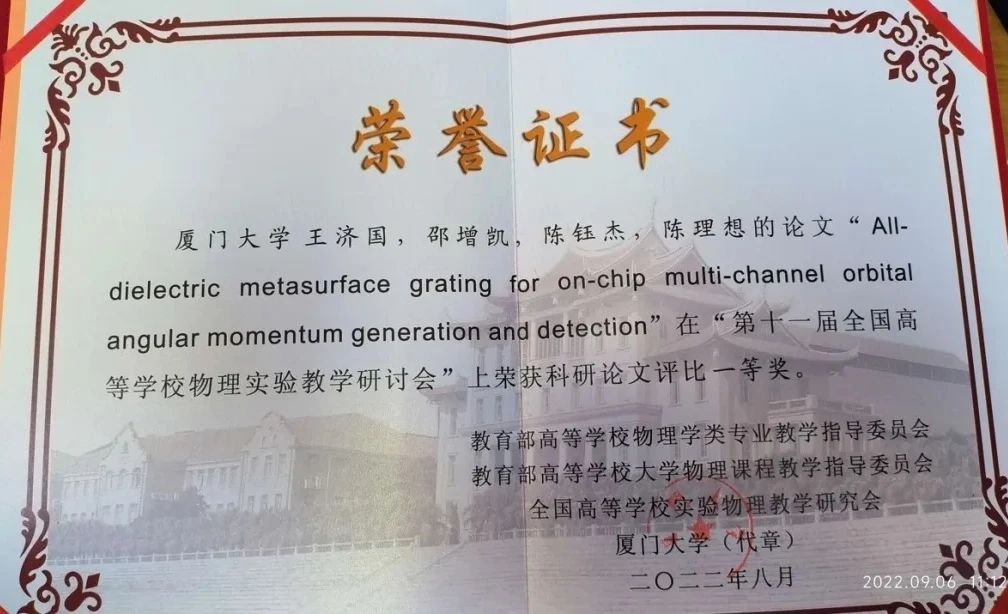 荣誉证书
厦门大学王济国，邵增凯，陈钰杰，陈理想的论文“All-
dielectric metasurface grating for on-chip multi-channel orbital
angular momentum generation and detection”在“第十一届全国高
等学校物理实验教学研讨会”上荣获科研论文评比一等奖。
教育部高等学校物理学类专业教学指导委员会
教育部高等学校大学物理课程教学指导委员会
全国高等学校实验物理教学研究会
厦门大学（代章）
二〇二二年八月
2022.09.06 11:12